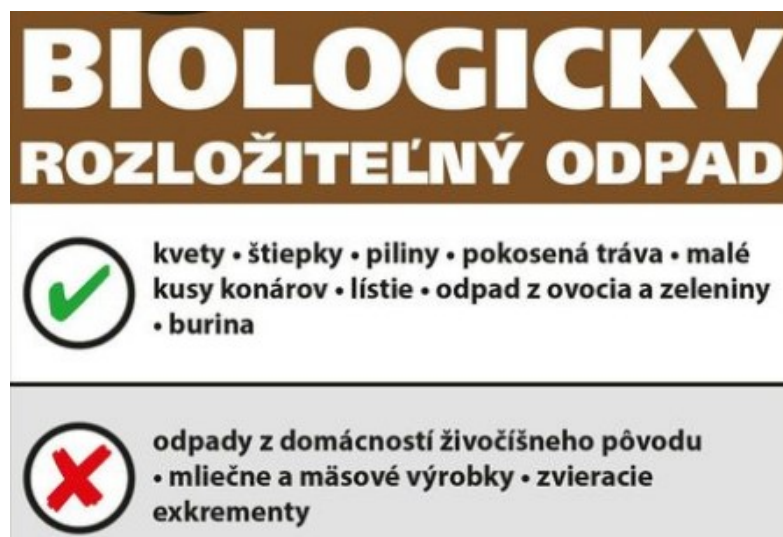 BIOLOGICKY
ROZLOŽITEĽNÝ ODPAD
kvety • štiepky • piliny • pokosená tráva • malé
kusy konárov • lístie • odpad z ovocia a zeleniny
• burina
odpady z domácností živočíšneho pôvodu
• mliečne a mäsové výrobky • zvieracie
exkrementy